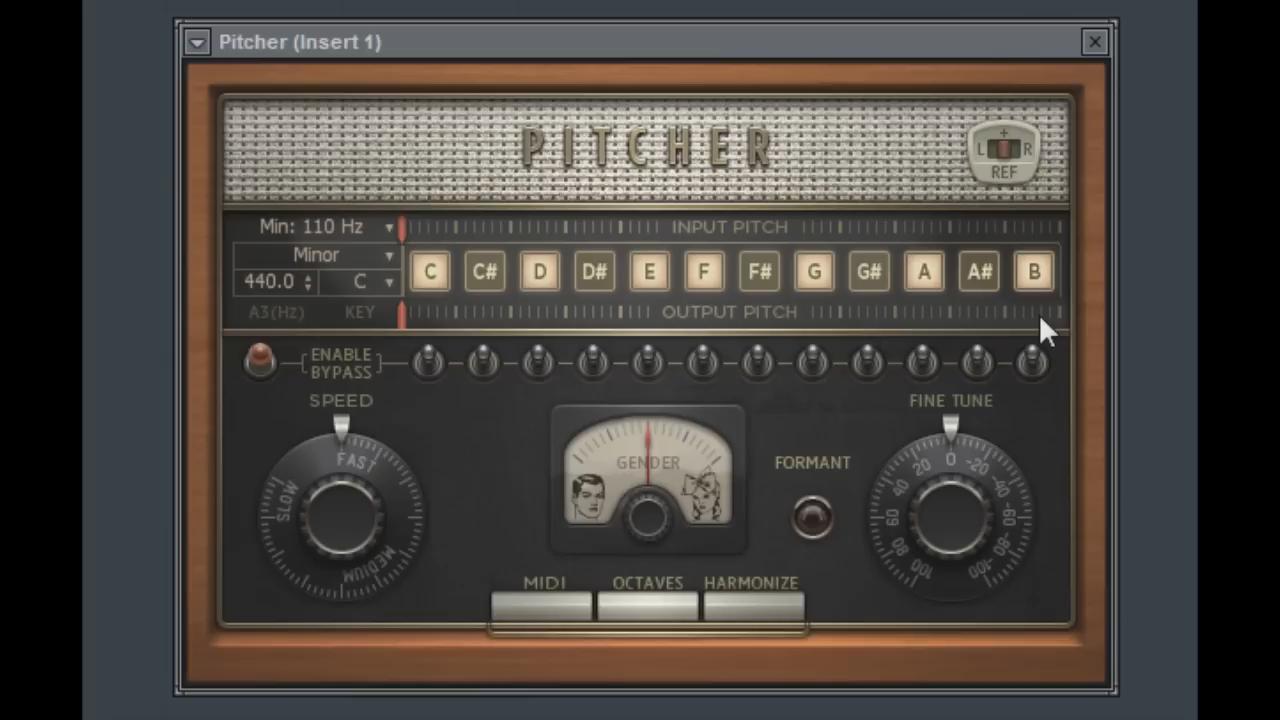 Pitcher (Insert 1)
PITCHER
L + R
REF
Min: 110 Hz
INPUT PITCH
Minor
440.0 C
C C# D D# E F F# G G# A A# B
A3(Hz) KEY
OUTPUT PITCH
ENABLE
BYPASS
SPEED
FAST
SLOW
MEDIUM
GENDER
FORMANT
FINE TUNE
100 80 60 40 20 0 -20 -40 -60 -80 -100
MIDI OCTAVES HARMONIZE